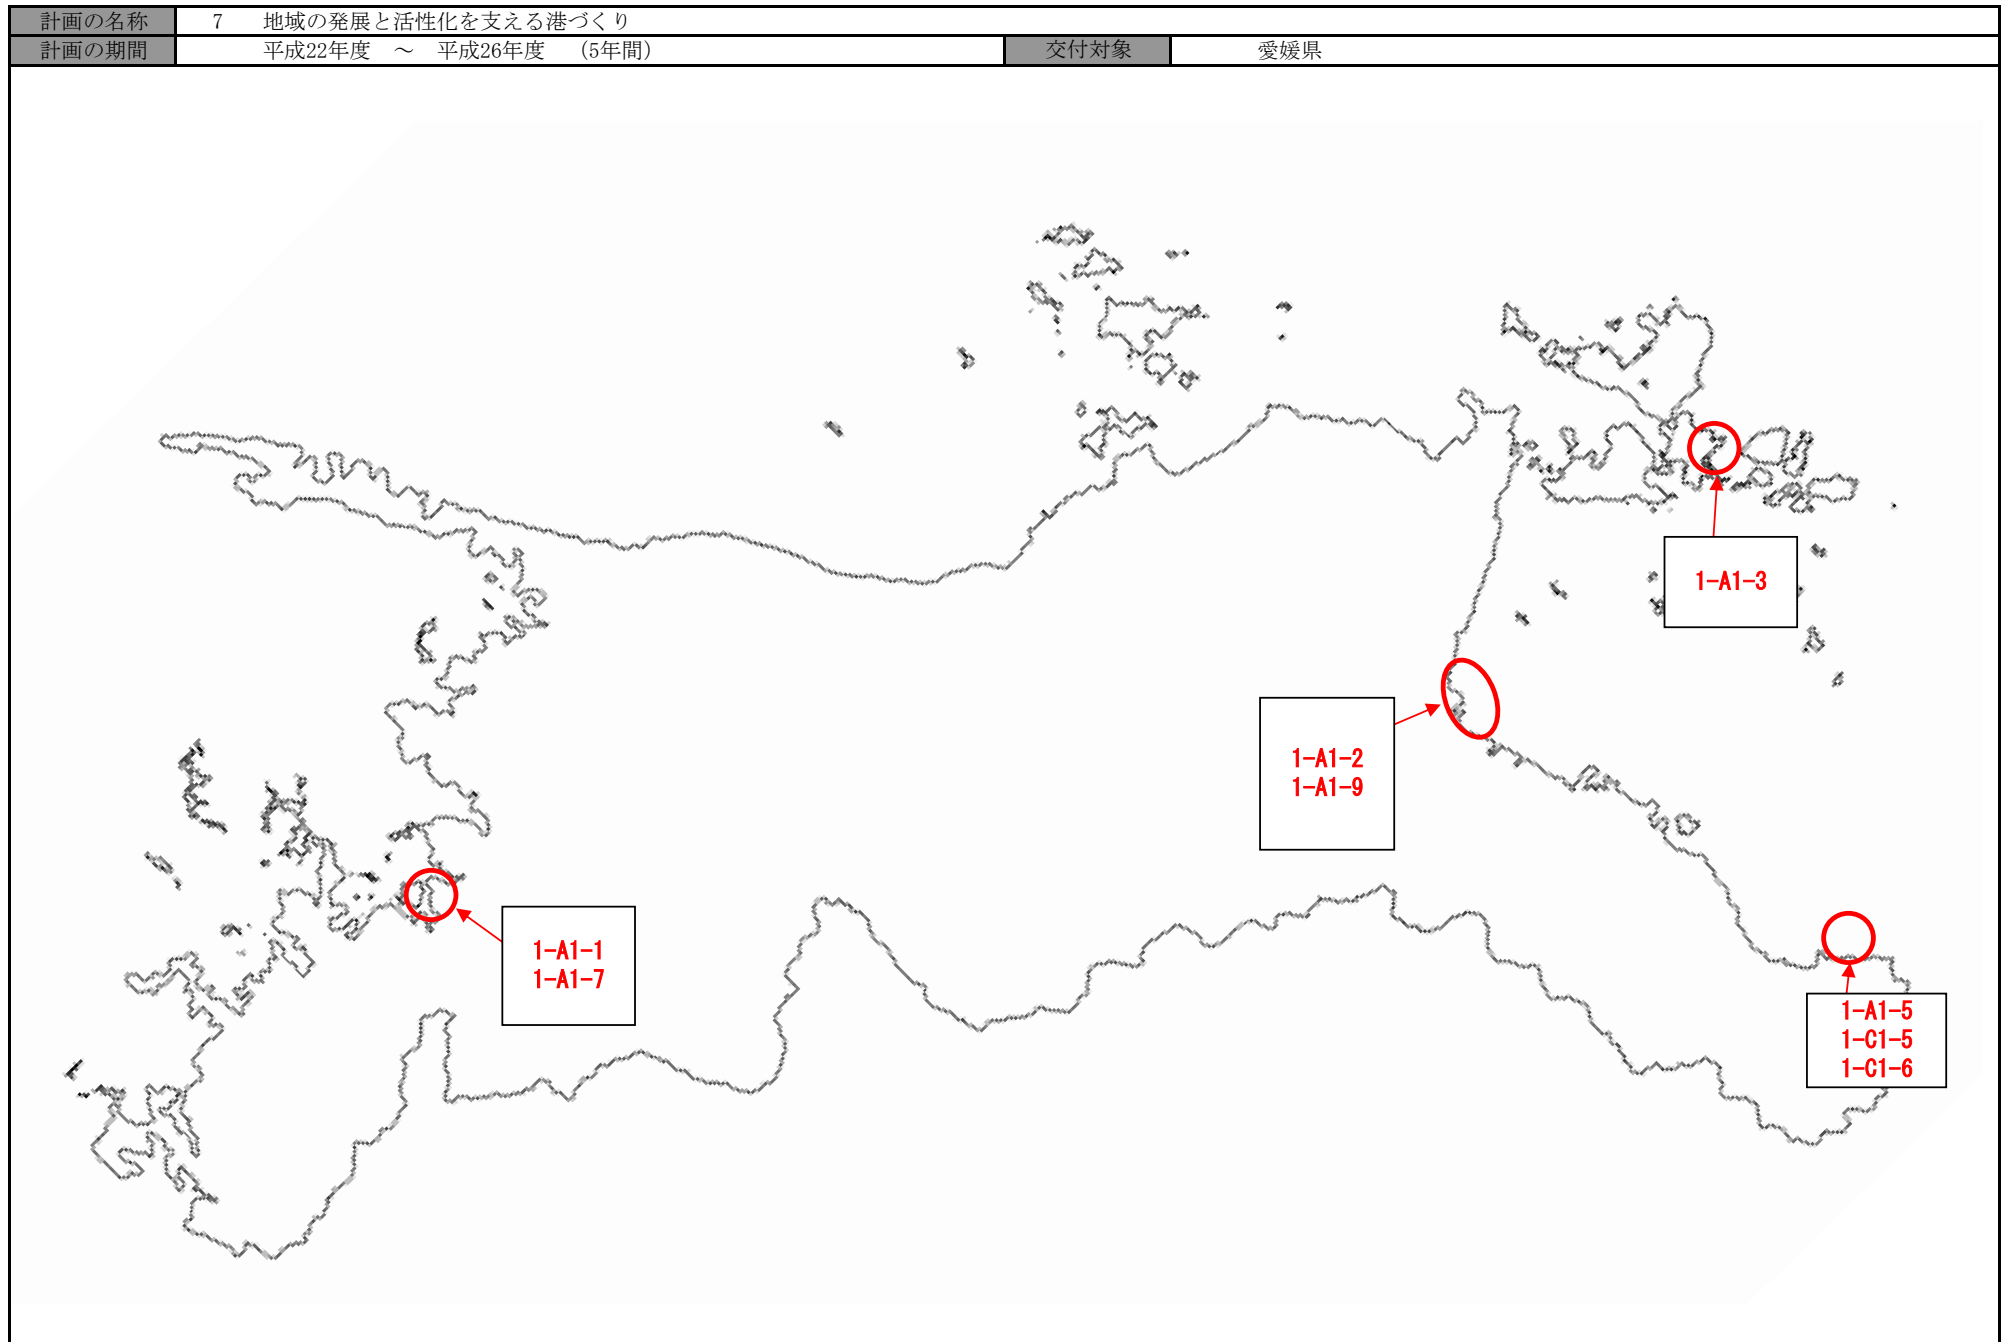 計画の名称 7 地域の発展と活性化を支える港づくり
計画の期間 平成22年度 ～ 平成26年度 (5年間) 交付対象 愛媛県
1-A1-3
1-A1-2
1-A1-9
1-A1-1
1-A1-7
1-A1-5
1-C1-5
1-C1-6